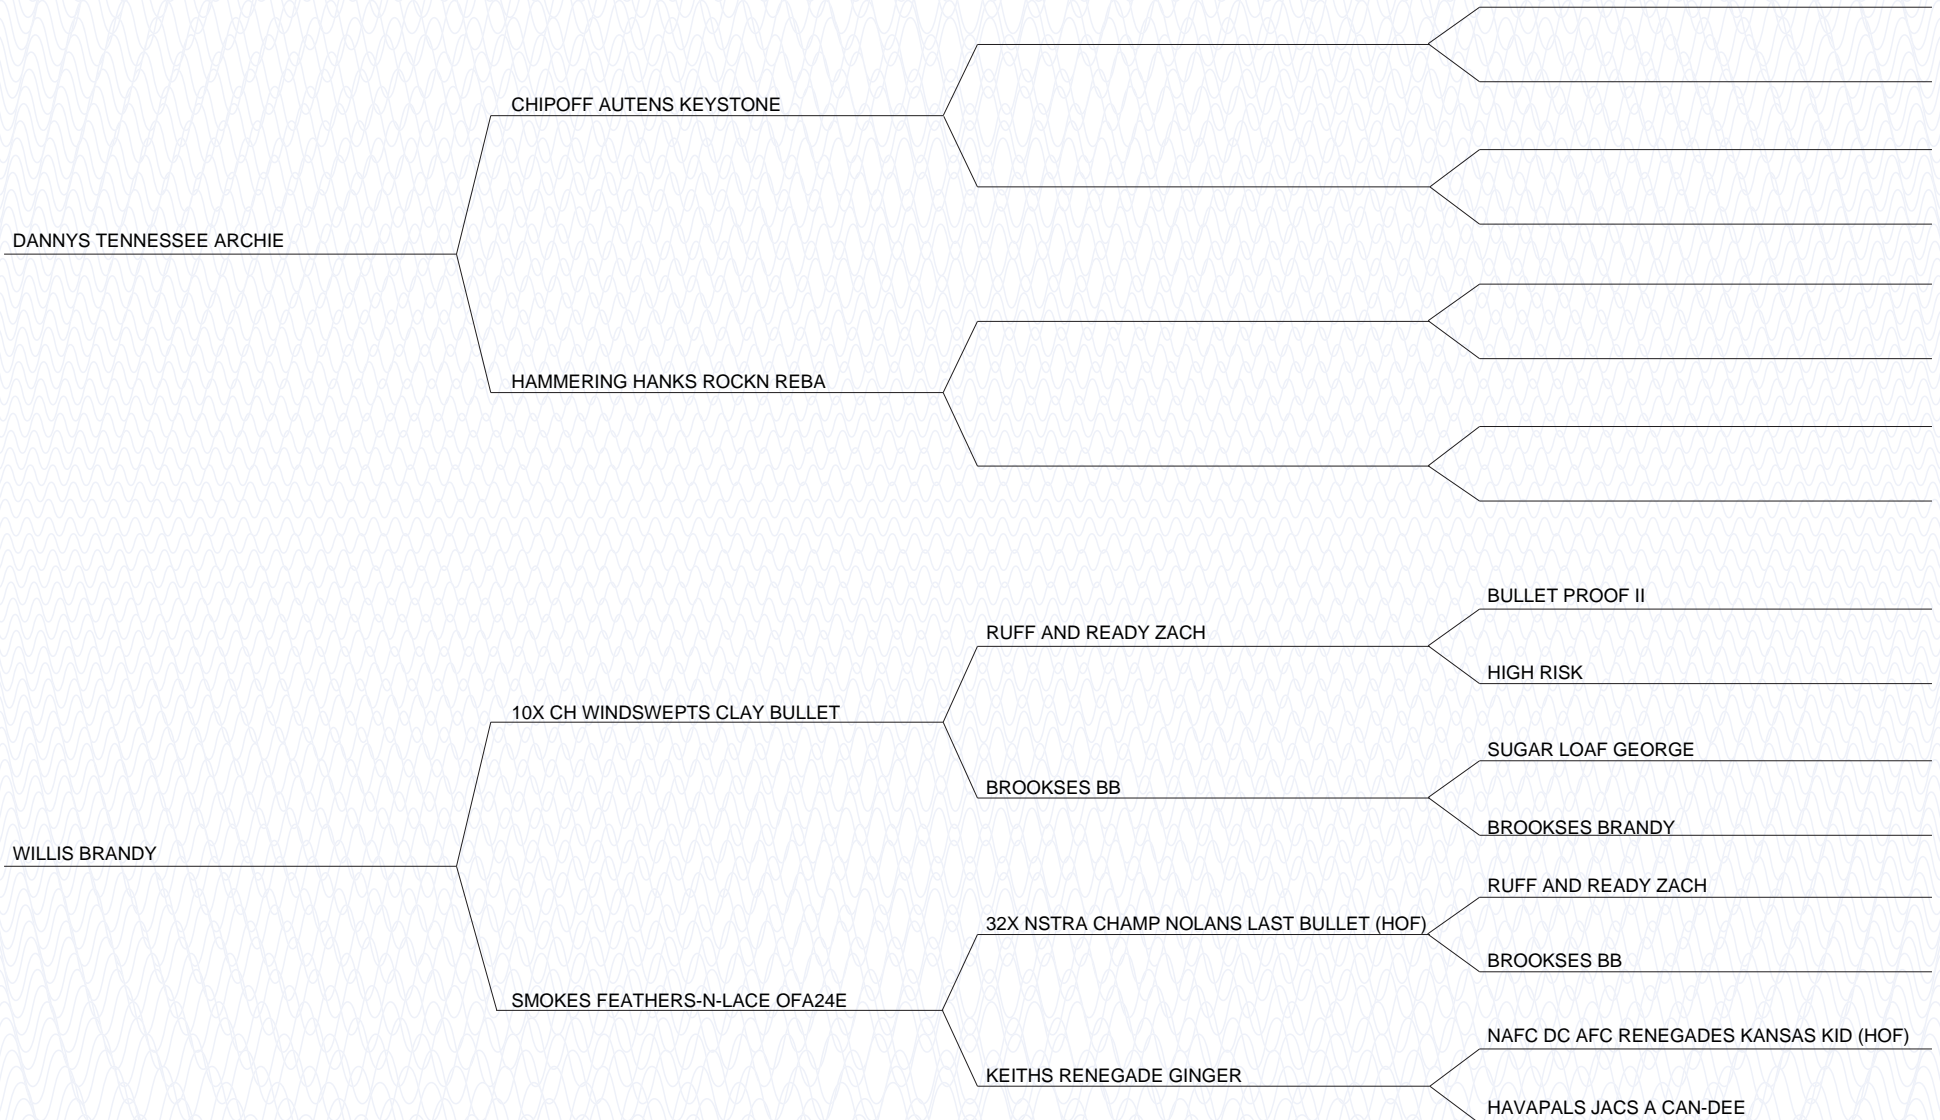 CHIPOFF AUTENS KEYSTONE
DANNYS TENNESSEE ARCHIE
HAMMERING HANKS ROCKN REBA
BULLET PROOF II
RUFF AND READY ZACH
HIGH RISK
10X CH WINDSWEPTS CLAY BULLET
SUGAR LOAF GEORGE
BROOKSES BB
BROOKSES BRANDY
WILLIS BRANDY
RUFF AND READY ZACH
32X NSTRA CHAMP NOLANS LAST BULLET (HOF)
BROOKSES BB
SMOKES FEATHERS-N-LACE OFA24E
NAFC DC AFC RENEGADES KANSAS KID (HOF)
KEITHS RENEGADE GINGER
HAVAPALS JACS A CAN-DEE